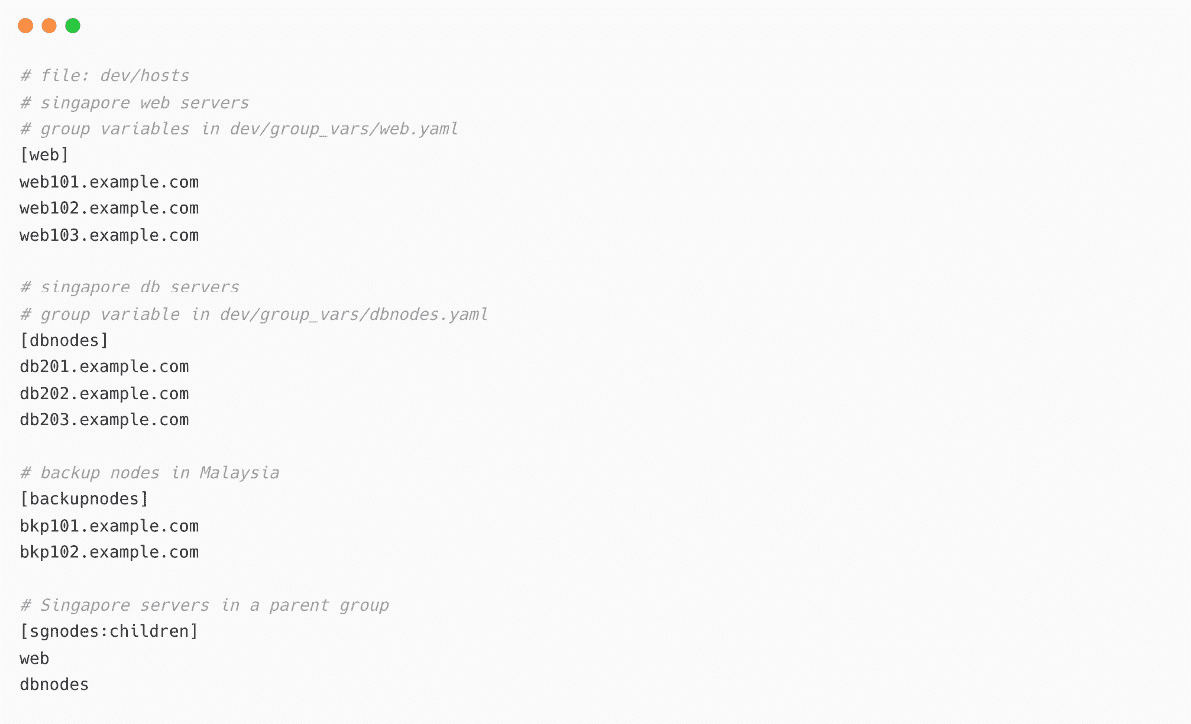 # file: dev/hosts
# singapore web servers
# group variables in dev/group_vars/web.yaml
[web]
web101.example.com
web102.example.com
web103.example.com

# singapore db servers
# group variable in dev/group_vars/dbnodes.yaml
[dbnodes]
db201.example.com
db202.example.com
db203.example.com

# backup nodes in Malaysia
[backupnodes]
bkp101.example.com
bkp102.example.com

# Singapore servers in a parent group
[sgnodes:children]
web
dbnodes